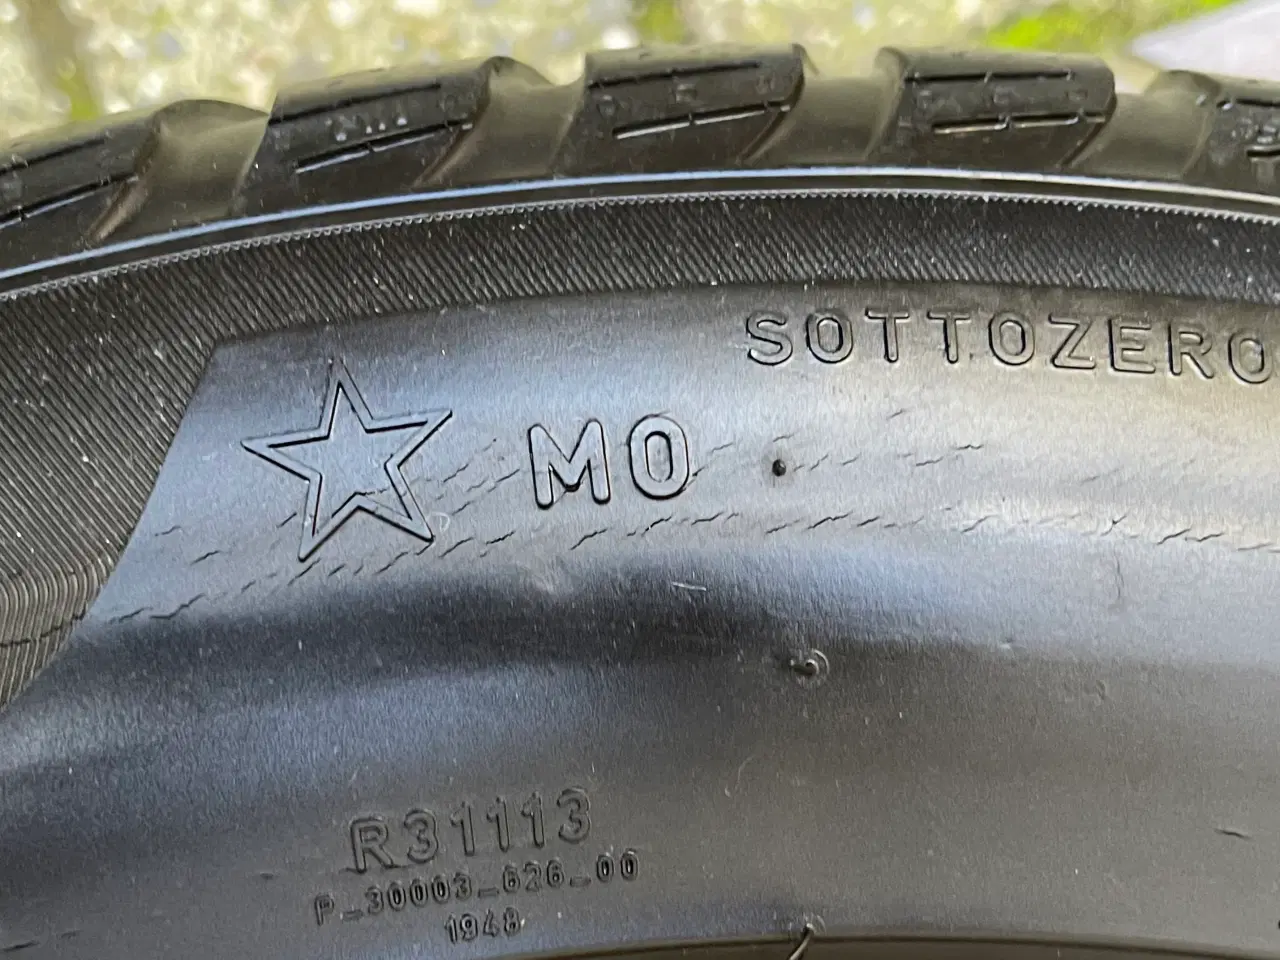 SOTTOZERO
MO
R31113
P_30003_626_00
1948